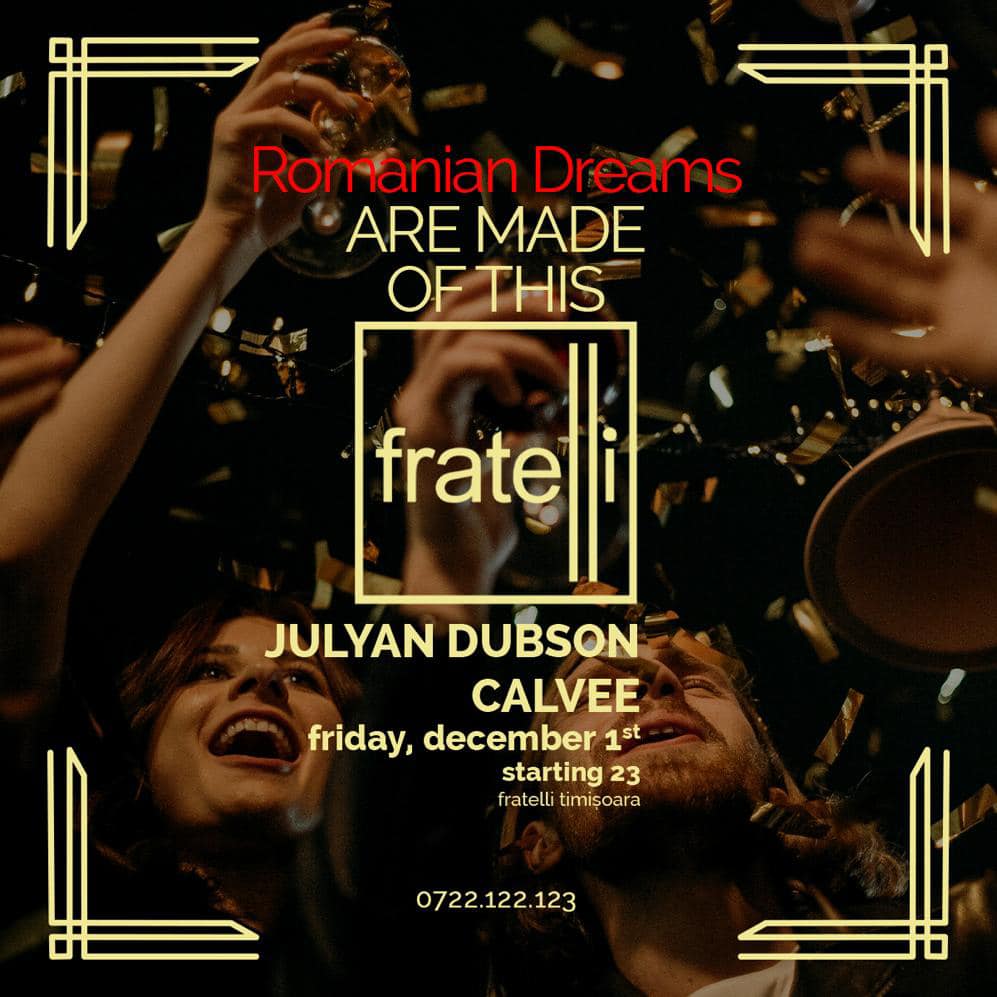 Romanian Dreams
ARE MADE
OF THIS
fratelli
JULYAN DUBSON
CALVEE
friday, december 1st
starting 23
fratelli timișoara
0722.122.123